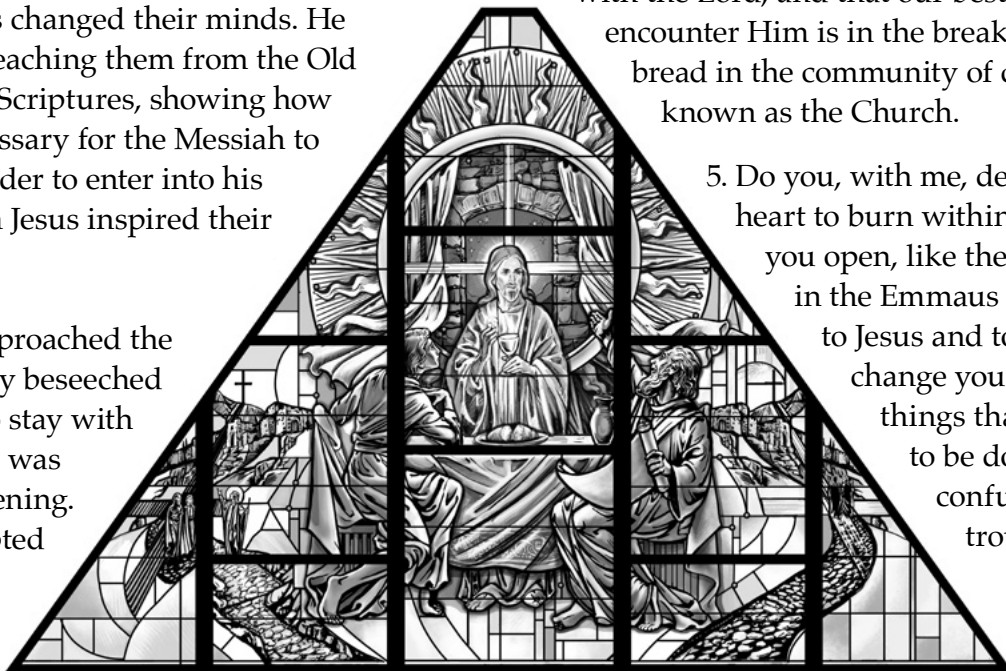 s changed their minds. He
eaching them from the Old
Scriptures, showing how
ssary for the Messiah to
der to enter into his
Jesus inspired their
proached the
y beseeched
stay with
was
ening.
ted
with the Lord, and that our best
encounter Him is in the break
bread in the community of
known as the Church.
5. Do you, with me, de
heart to burn within
you open, like the
in the Emmaus
to Jesus and to
change you
things tha
to be do
confu
trou